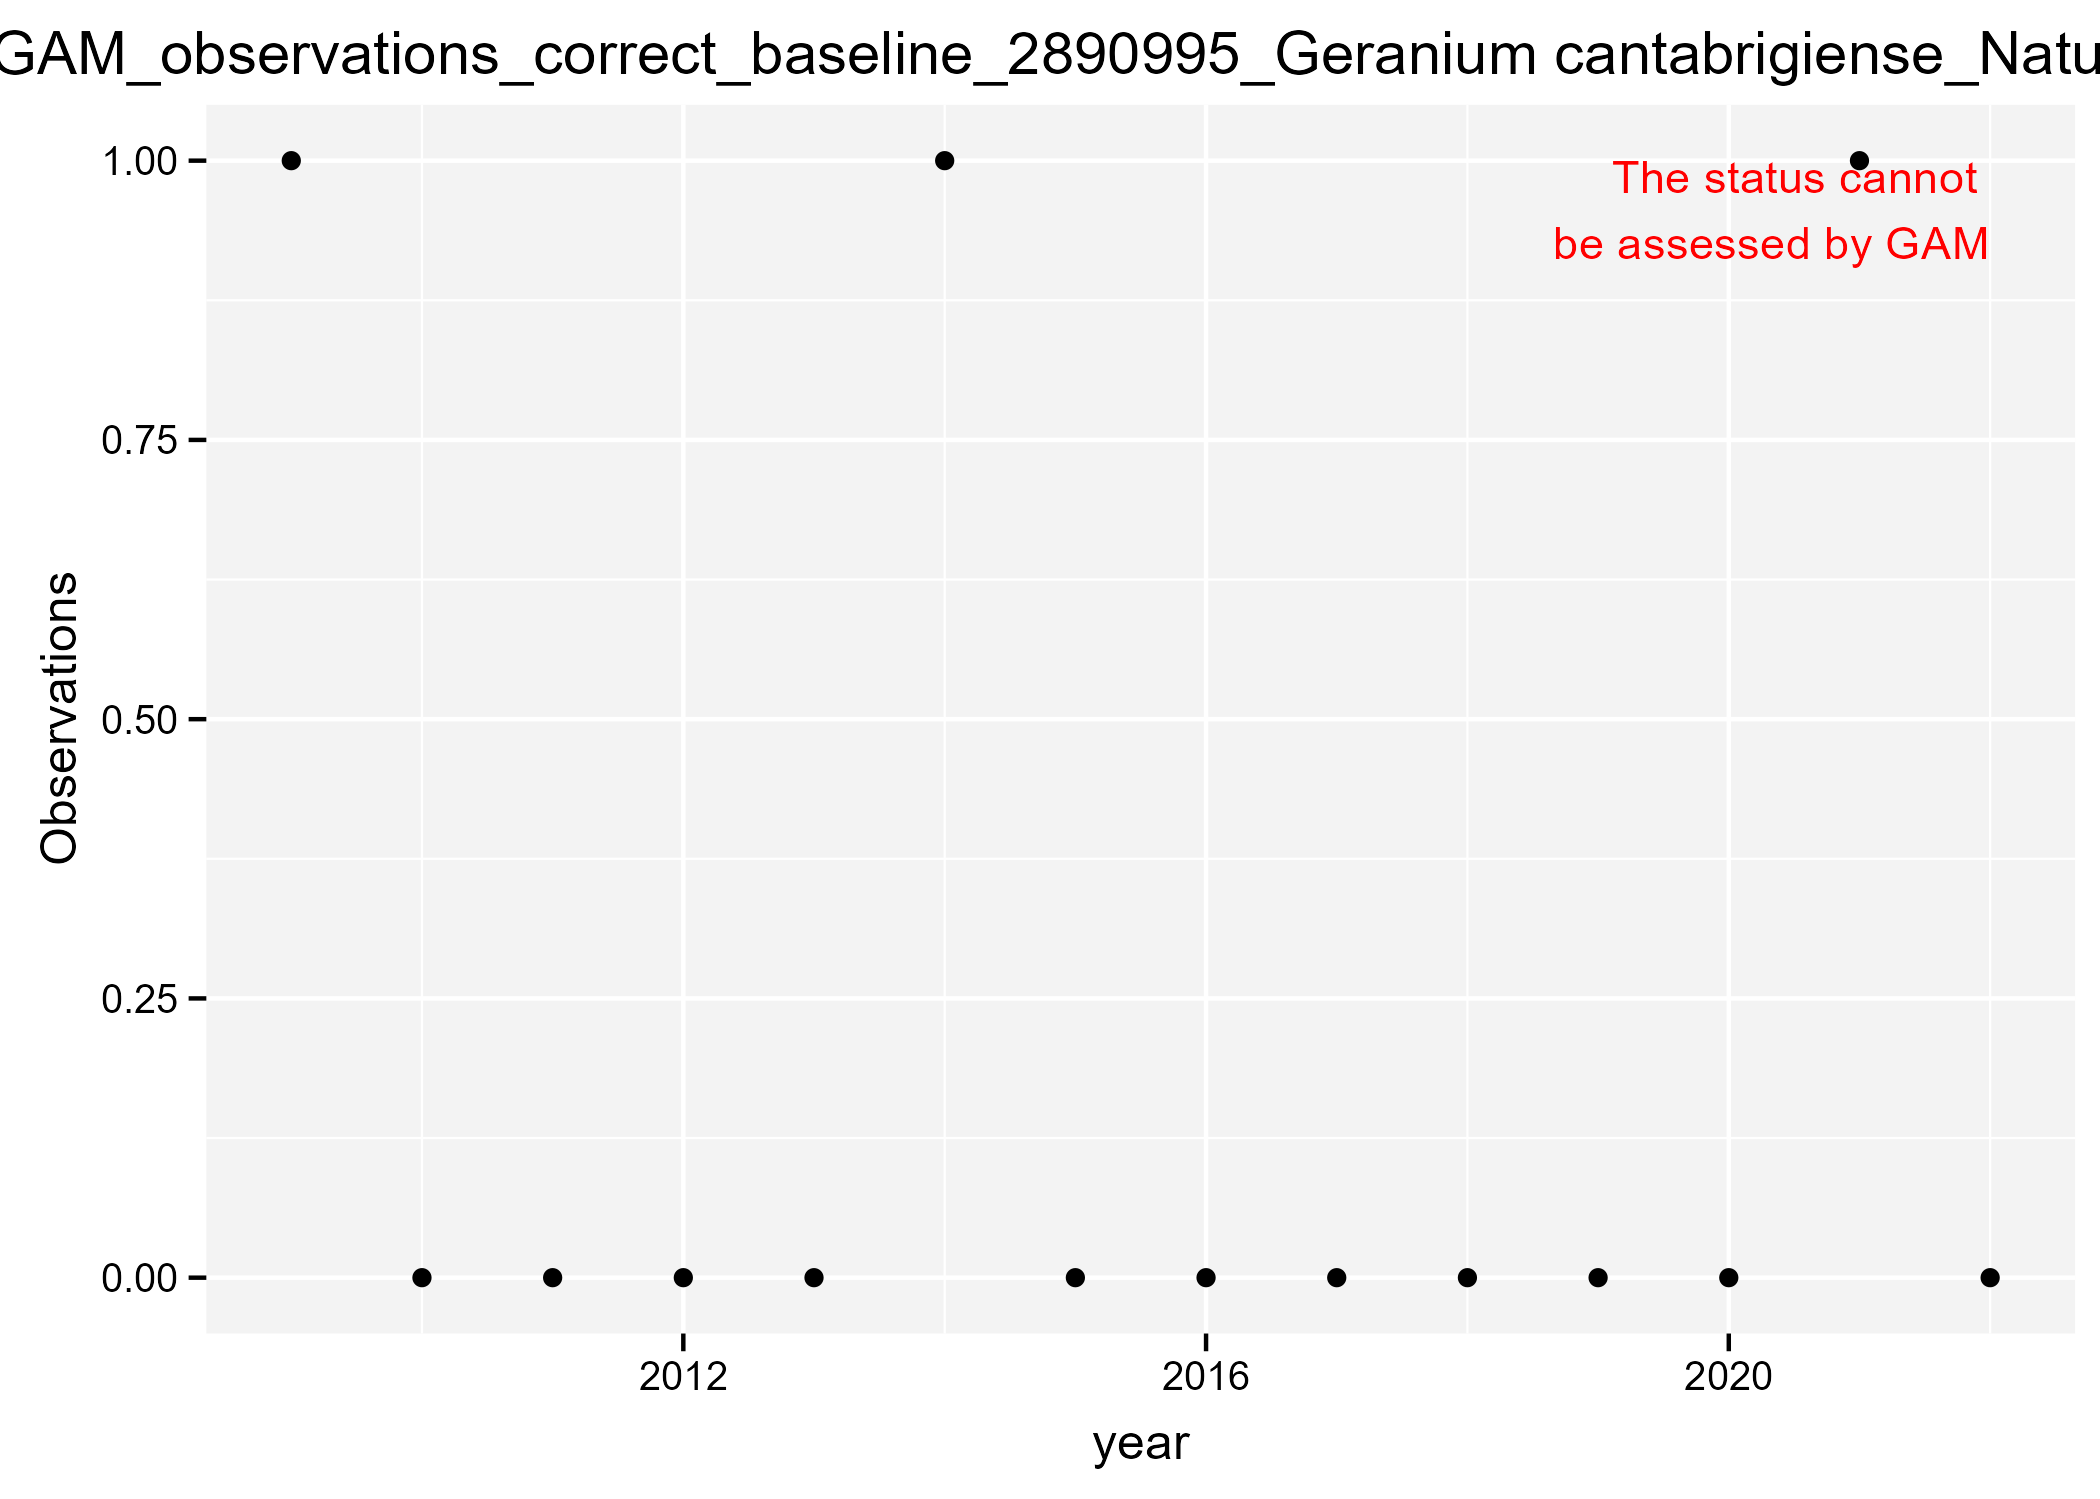 GAM_observations_correct_baseline_2890995_Geranium cantabrigiense_Natu
1.00
The status cannot
be assessed by GAM
0.75
0.50
0.25
0.00
Observations
2012 2016 2020
year